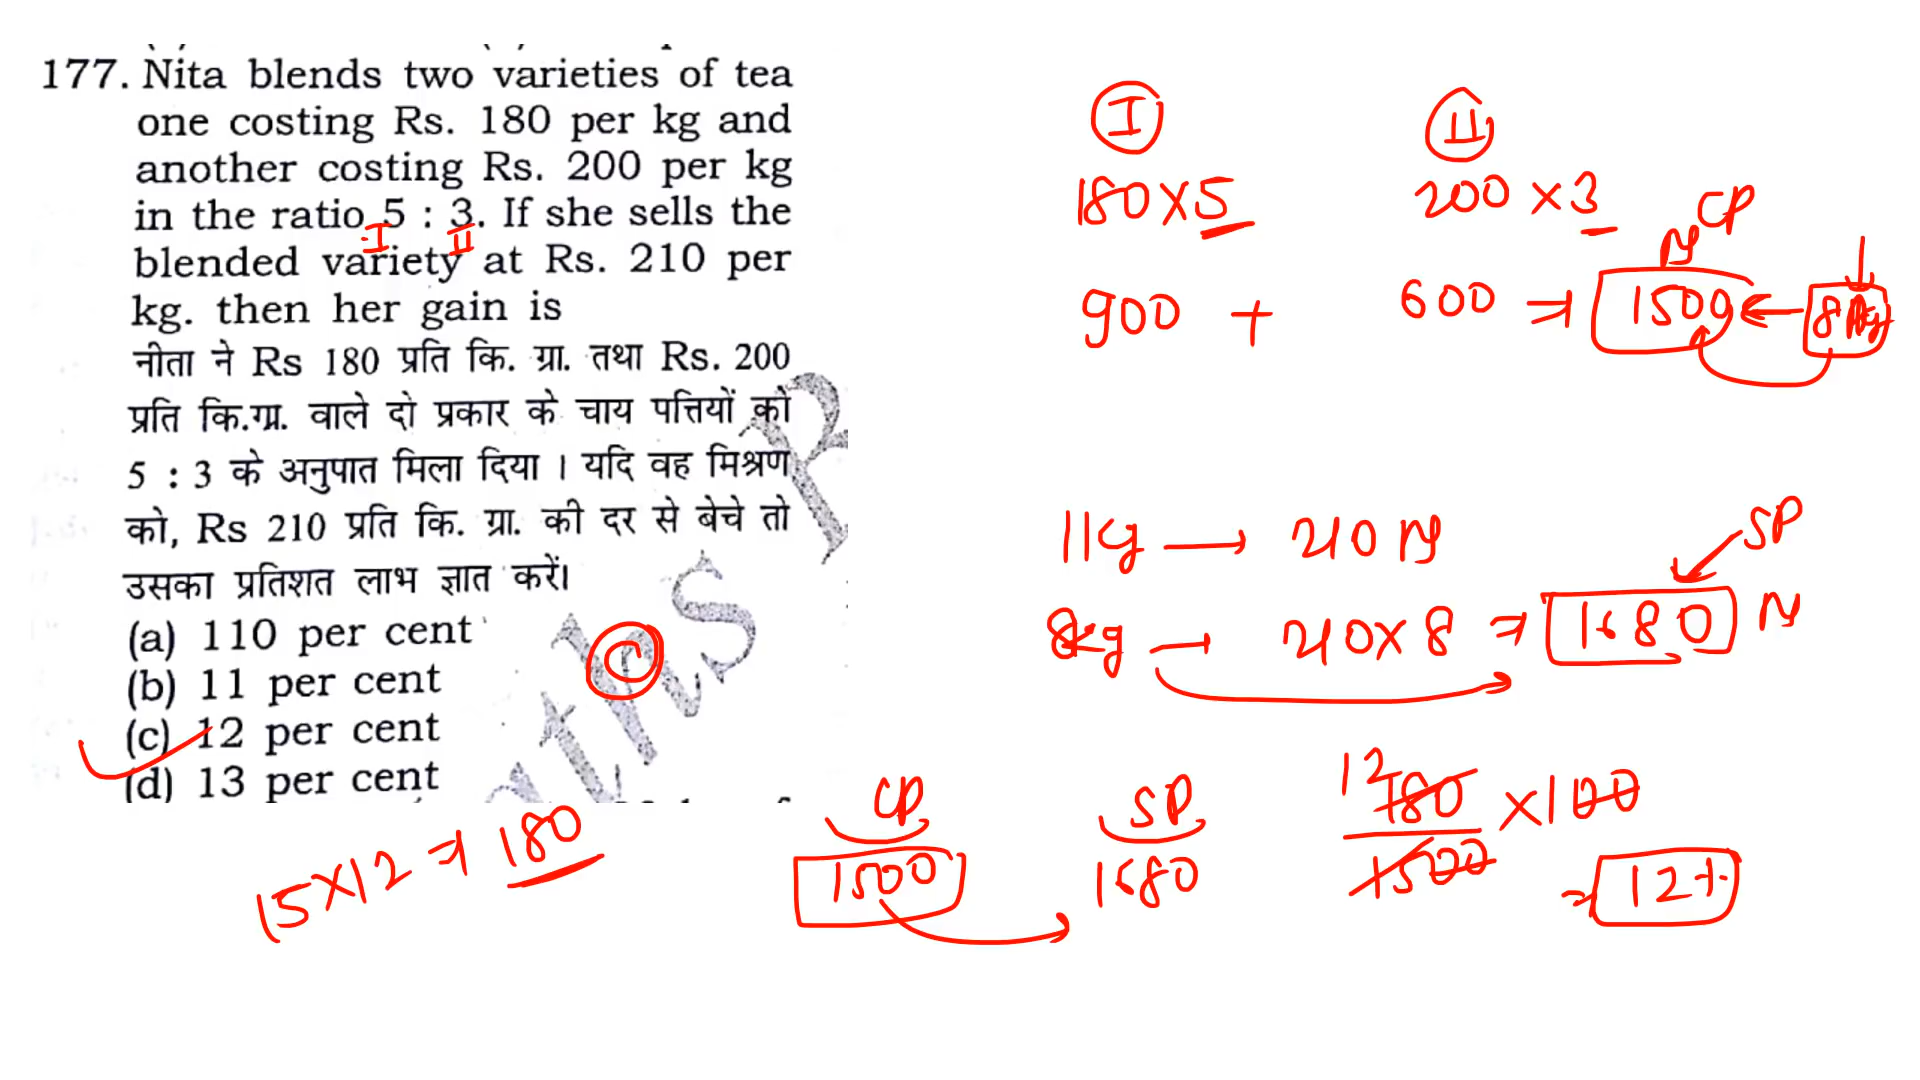 177. Nita blends two varieties of tea
one costing Rs. 180 per kg and
another costing Rs. 200 per kg
in the ratio 5 : 3. If she sells the
I II
blended variety at Rs. 210 per
kg. then her gain is
नीता ने Rs 180 प्रति कि. ग्रा. तथा Rs. 200
प्रति कि.ग्रा. वाले दो प्रकार के चाय पत्तियों को
5 : 3 के अनुपात मिला दिया । यदि वह मिश्रण
को, Rs 210 प्रति कि. ग्रा. की दर से बेचे तो
उसका प्रतिशत लाभ ज्ञात करें।
(a) 110 per cent
(b) 11 per cent
(c) 12 per cent
(d) 13 per cent
C
15×12 ⇒ 180
I II
180×5 200×3
CP
900 + 600 ⇒ 1500 ← 8kg
1kg → 210
SP
8kg → 210×8 ⇒ 1680
CP SP
1500 1680
12 180 × 100
1500
⇒ 12%